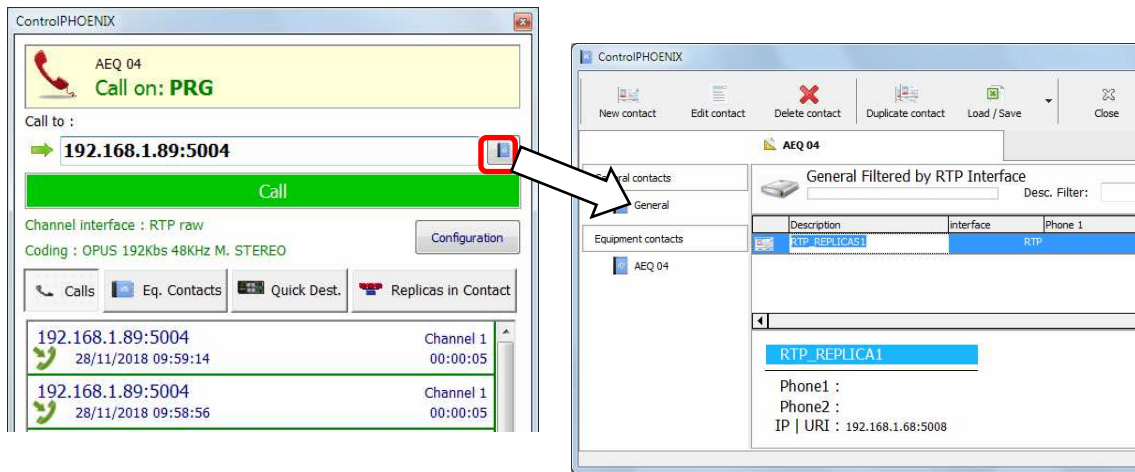 ControlPHOENIX
AEQ 04
Call on: PRG
Call to :
192.168.1.89:5004
Call
Channel interface : RTP raw
Coding : OPUS 192Kbs 48KHz M. STEREO
Configuration
Calls
Eq. Contacts
Quick Dest.
Replicas in Contact
192.168.1.89:5004 Channel 1
28/11/2018 09:59:14 00:00:05
192.168.1.89:5004 Channel 1
28/11/2018 09:58:56 00:00:05
ControlPHOENIX
New contact
Edit contact
Delete contact
Duplicate contact
Load / Save
Close
AEQ 04
General Filtered by RTP Interface
Desc. Filter:
contacts
General
Equipment contacts
AEQ 04
Description interface Phone 1
RTP_REPLICAS1 RTP
RTP_REPLICA1
Phone1 :
Phone2 :
IP | URI : 192.168.1.68:5008